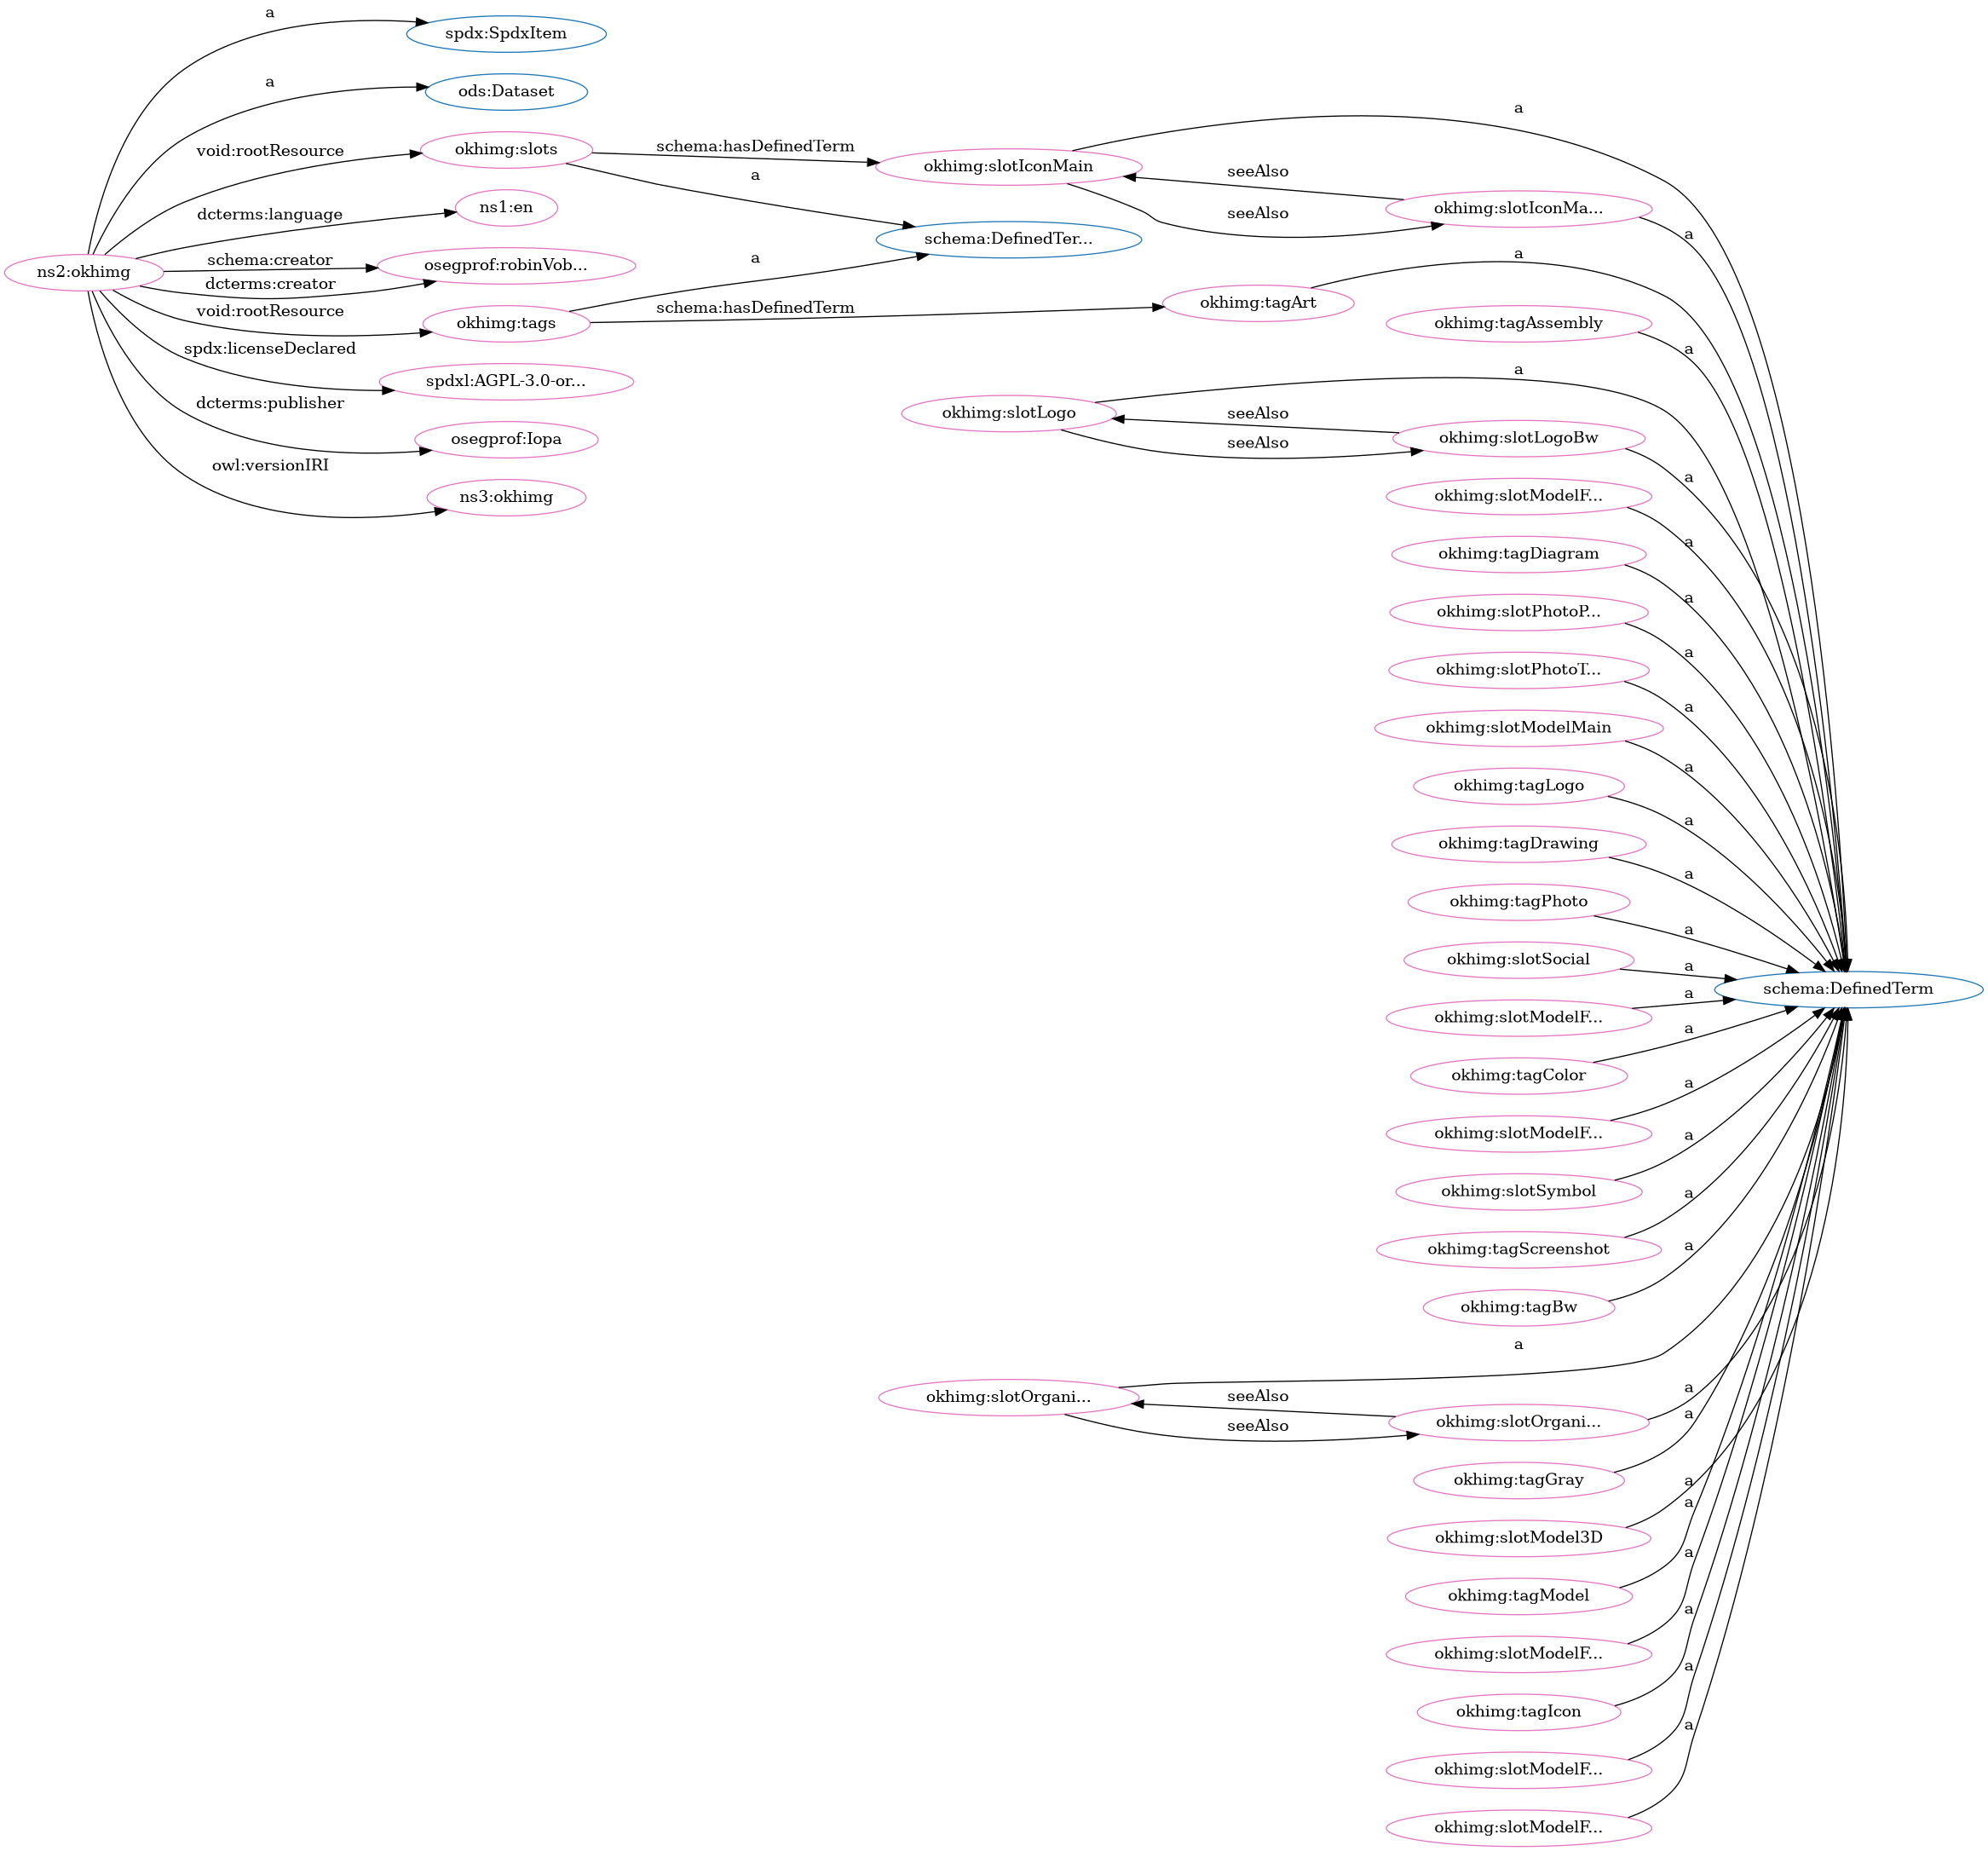 a
spdx:SpdxItem
a
ods:Dataset
void:rootResource
okhimg:slots
schema:hasDefinedTerm
okhimg:slotIconMain
a
a
dcterms:language
ns1:en
seeAlso
seeAlso
okhimg:slotIconMa...
a
ns2:okhimg
schema:creator
dcterms:creator
osegprof:robinVob...
schema:DefinedTer...
a
void:rootResource
okhimg:tags
schema:hasDefinedTerm
okhimg:tagArt
a
okhimg:tagAssembly
a
spdx:licenseDeclared
spdxl:AGPL-3.0-or...
dcterms:publisher
osegprof:Iopa
owl:versionIRI
ns3:okhimg
okhimg:slotLogo
a
seeAlso
seeAlso
okhimg:slotLogoBw
a
okhimg:slotModelF...
a
okhimg:tagDiagram
a
okhimg:slotPhotoP...
a
okhimg:slotPhotoT...
a
okhimg:slotModelMain
a
okhimg:tagLogo
a
okhimg:tagDrawing
a
okhimg:tagPhoto
a
okhimg:slotSocial
a
schema:DefinedTerm
okhimg:slotModelF...
a
okhimg:tagColor
a
okhimg:slotModelF...
a
okhimg:slotSymbol
a
okhimg:tagScreenshot
a
okhimg:tagBw
a
okhimg:slotOrgani...
a
seeAlso
seeAlso
okhimg:slotOrgani...
a
okhimg:tagGray
a
okhimg:slotModel3D
a
okhimg:tagModel
a
okhimg:slotModelF...
a
okhimg:tagIcon
a
okhimg:slotModelF...
a
okhimg:slotModelF...
a